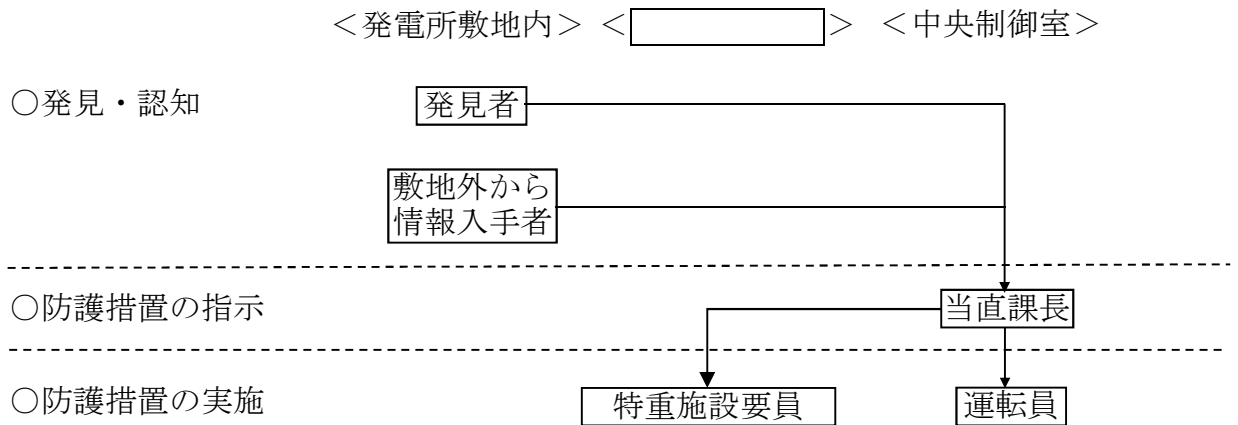 ＜発電所敷地内＞ ＜　　　　　＞ ＜中央制御室＞
○発見・認知
発見者
敷地外から
情報入手者
○防護措置の指示
当直課長
○防護措置の実施
特重施設要員
運転員